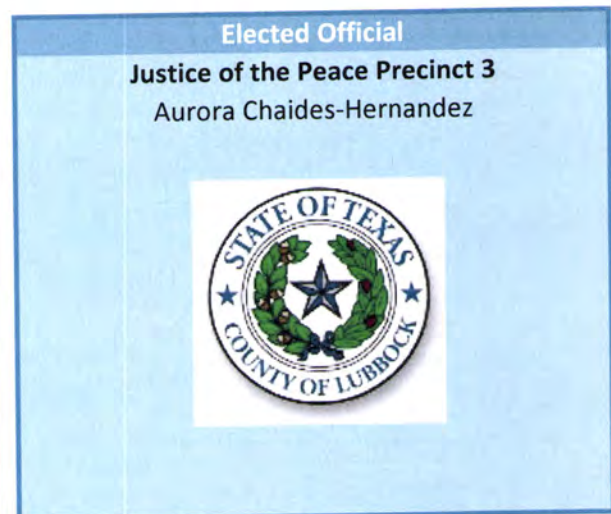 Elected Official
Justice of the Peace Precinct 3
Aurora Chaides-Hernandez
STATE OF TEXAS
COUNTY OF LUBBOCK